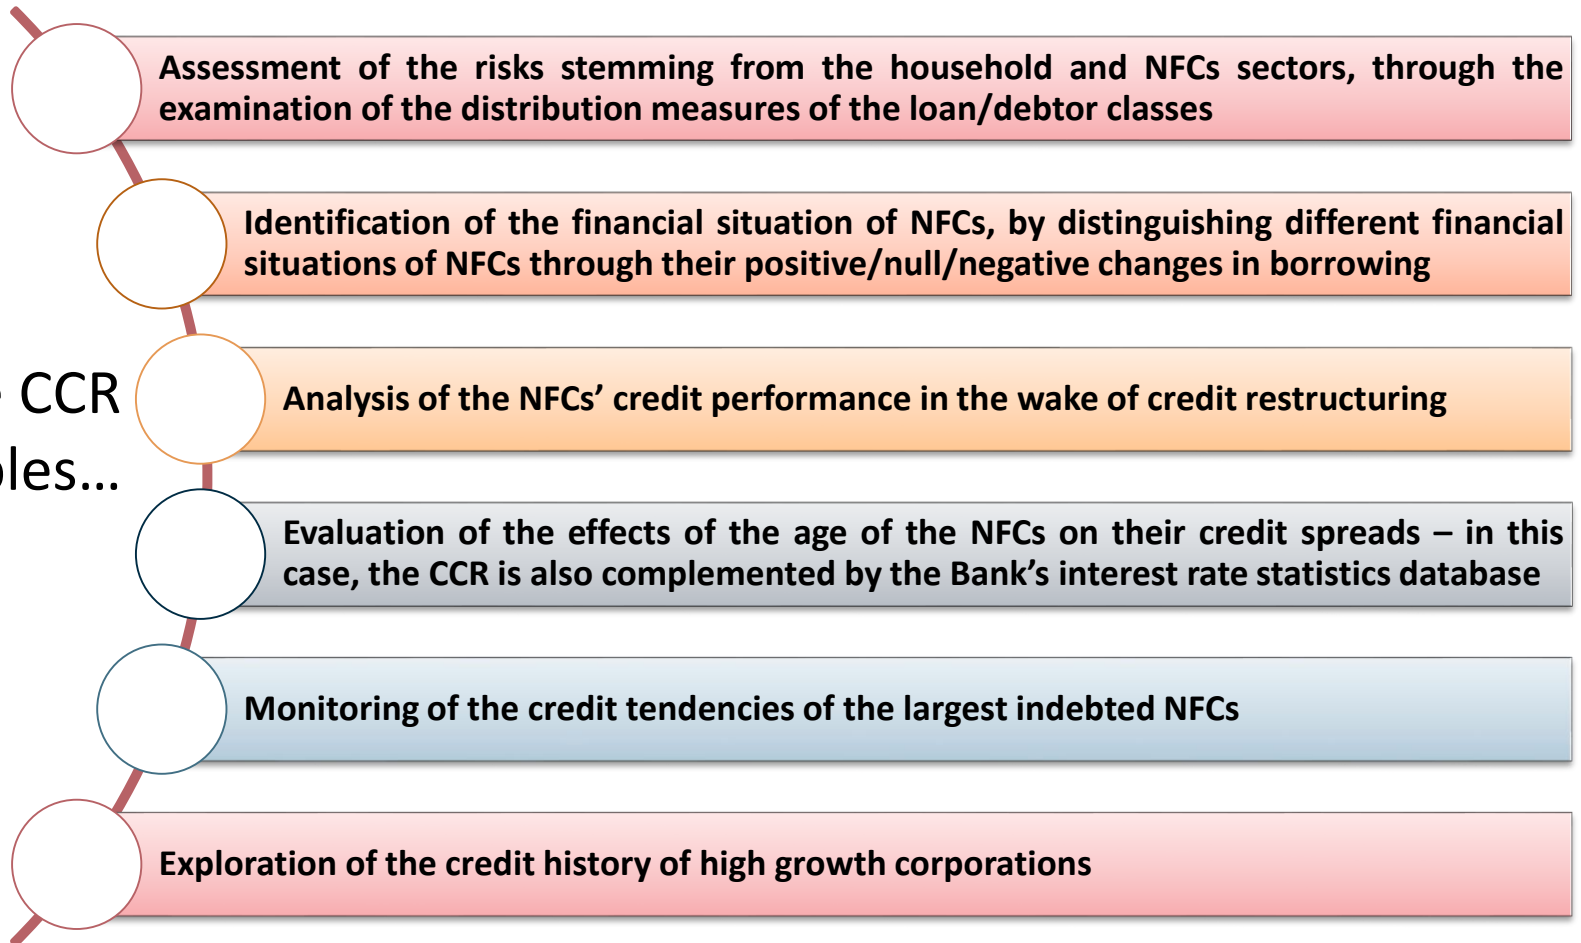 Assessment of the risks stemming from the household and NFCs sectors, through the
examination of the distribution measures of the loan/debtor classes
Identification of the financial situation of NFCs, by distinguishing different financial
situations of NFCs through their positive/null/negative changes in borrowing
CCR
Analysis of the NFCs’ credit performance in the wake of credit restructuring
Evaluation of the effects of the age of the NFCs on their credit spreads – in this
case, the CCR is also complemented by the Bank’s interest rate statistics database
Monitoring of the credit tendencies of the largest indebted NFCs
Exploration of the credit history of high growth corporations